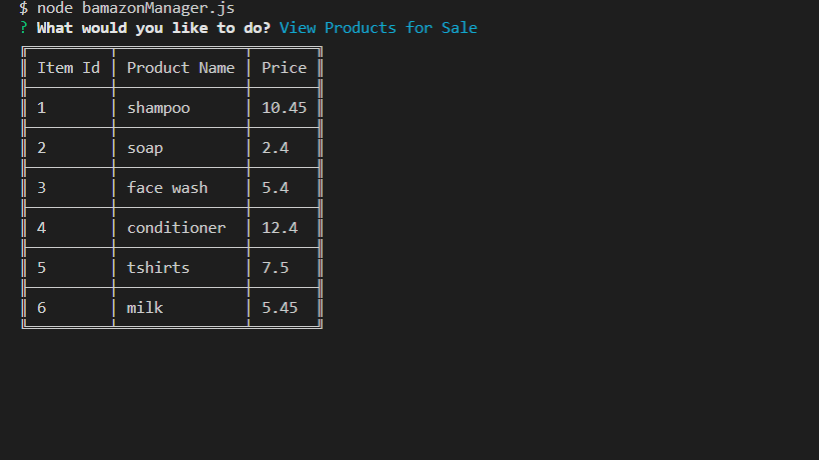 $ node bamazonManager.js
? What would you like to do? View Products for Sale
Item Id Product Name Price
1 shampoo 10.45
2 soap 2.4
3 face wash 5.4
4 conditioner 12.4
5 tshirts 7.5
6 milk 5.45